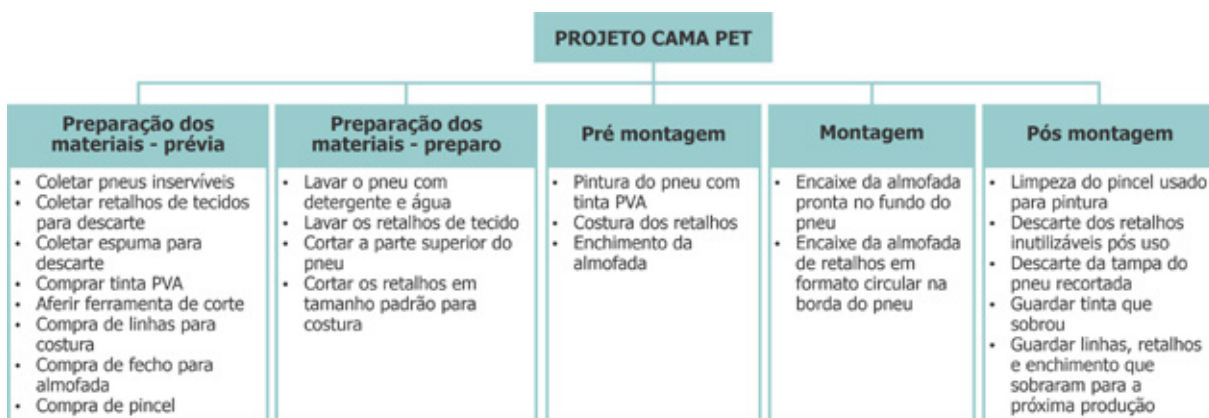 PROJETO CAMA PET
Preparação dos
materiais - prévia
• Coletar pneus inservíveis
• Coletar retalhos de tecidos
para descarte
• Coletar espuma para
descarte
• Comprar tinta PVA
• Aferir ferramenta de corte
• Compra de linhas para
costura
• Compra de fecho para
almofada
• Compra de pincel
Preparação dos
materiais - preparo
• Lavar o pneu com
detergente e água
• Lavar os retalhos de tecido
• Cortar a parte superior do
pneu
• Cortar os retalhos em
tamanho padrão para
costura
Pré montagem
• Pintura do pneu com
tinta PVA
• Costura dos retalhos
• Enchimento da
almofada
Montagem
• Encaixe da almofada
pronta no fundo do
pneu
• Encaixe da almofada
de retalhos em
formato circular na
borda do pneu
Pós montagem
• Limpeza do pincel usado
para pintura
• Descarte dos retalhos
inutilizáveis pós uso
• Descarte da tampa do
pneu recortada
• Guardar tinta que
sobrou
• Guardar linhas, retalhos
e enchimento que
sobraram para a
próxima produção